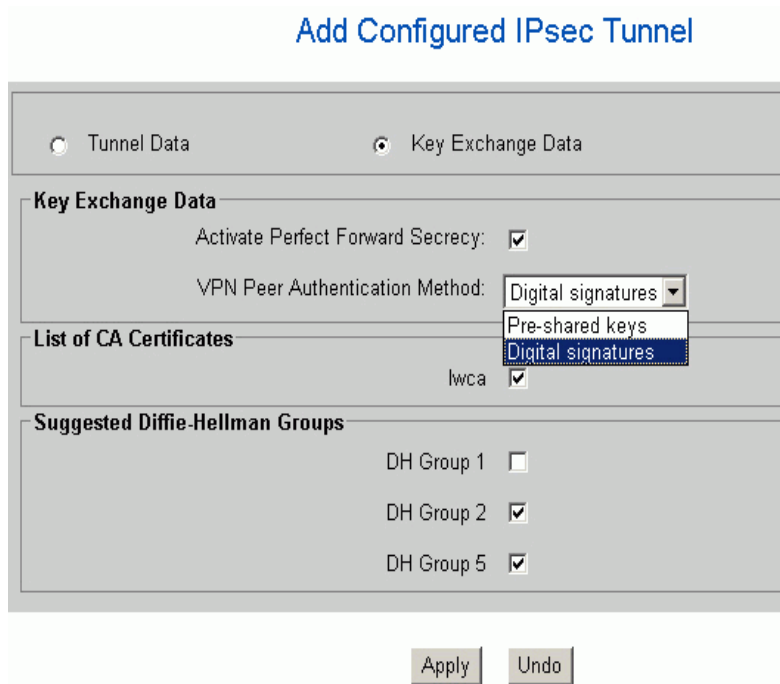 Add Configured IPsec Tunnel
Tunnel Data
Key Exchange Data
Key Exchange Data
Activate Perfect Forward Secrecy:
VPN Peer Authentication Method:
Digital signatures
Pre-shared keys
Digital signatures
List of CA Certificates
lwca
Suggested Diffie-Hellman Groups
DH Group 1
DH Group 2
DH Group 5
Apply
Undo